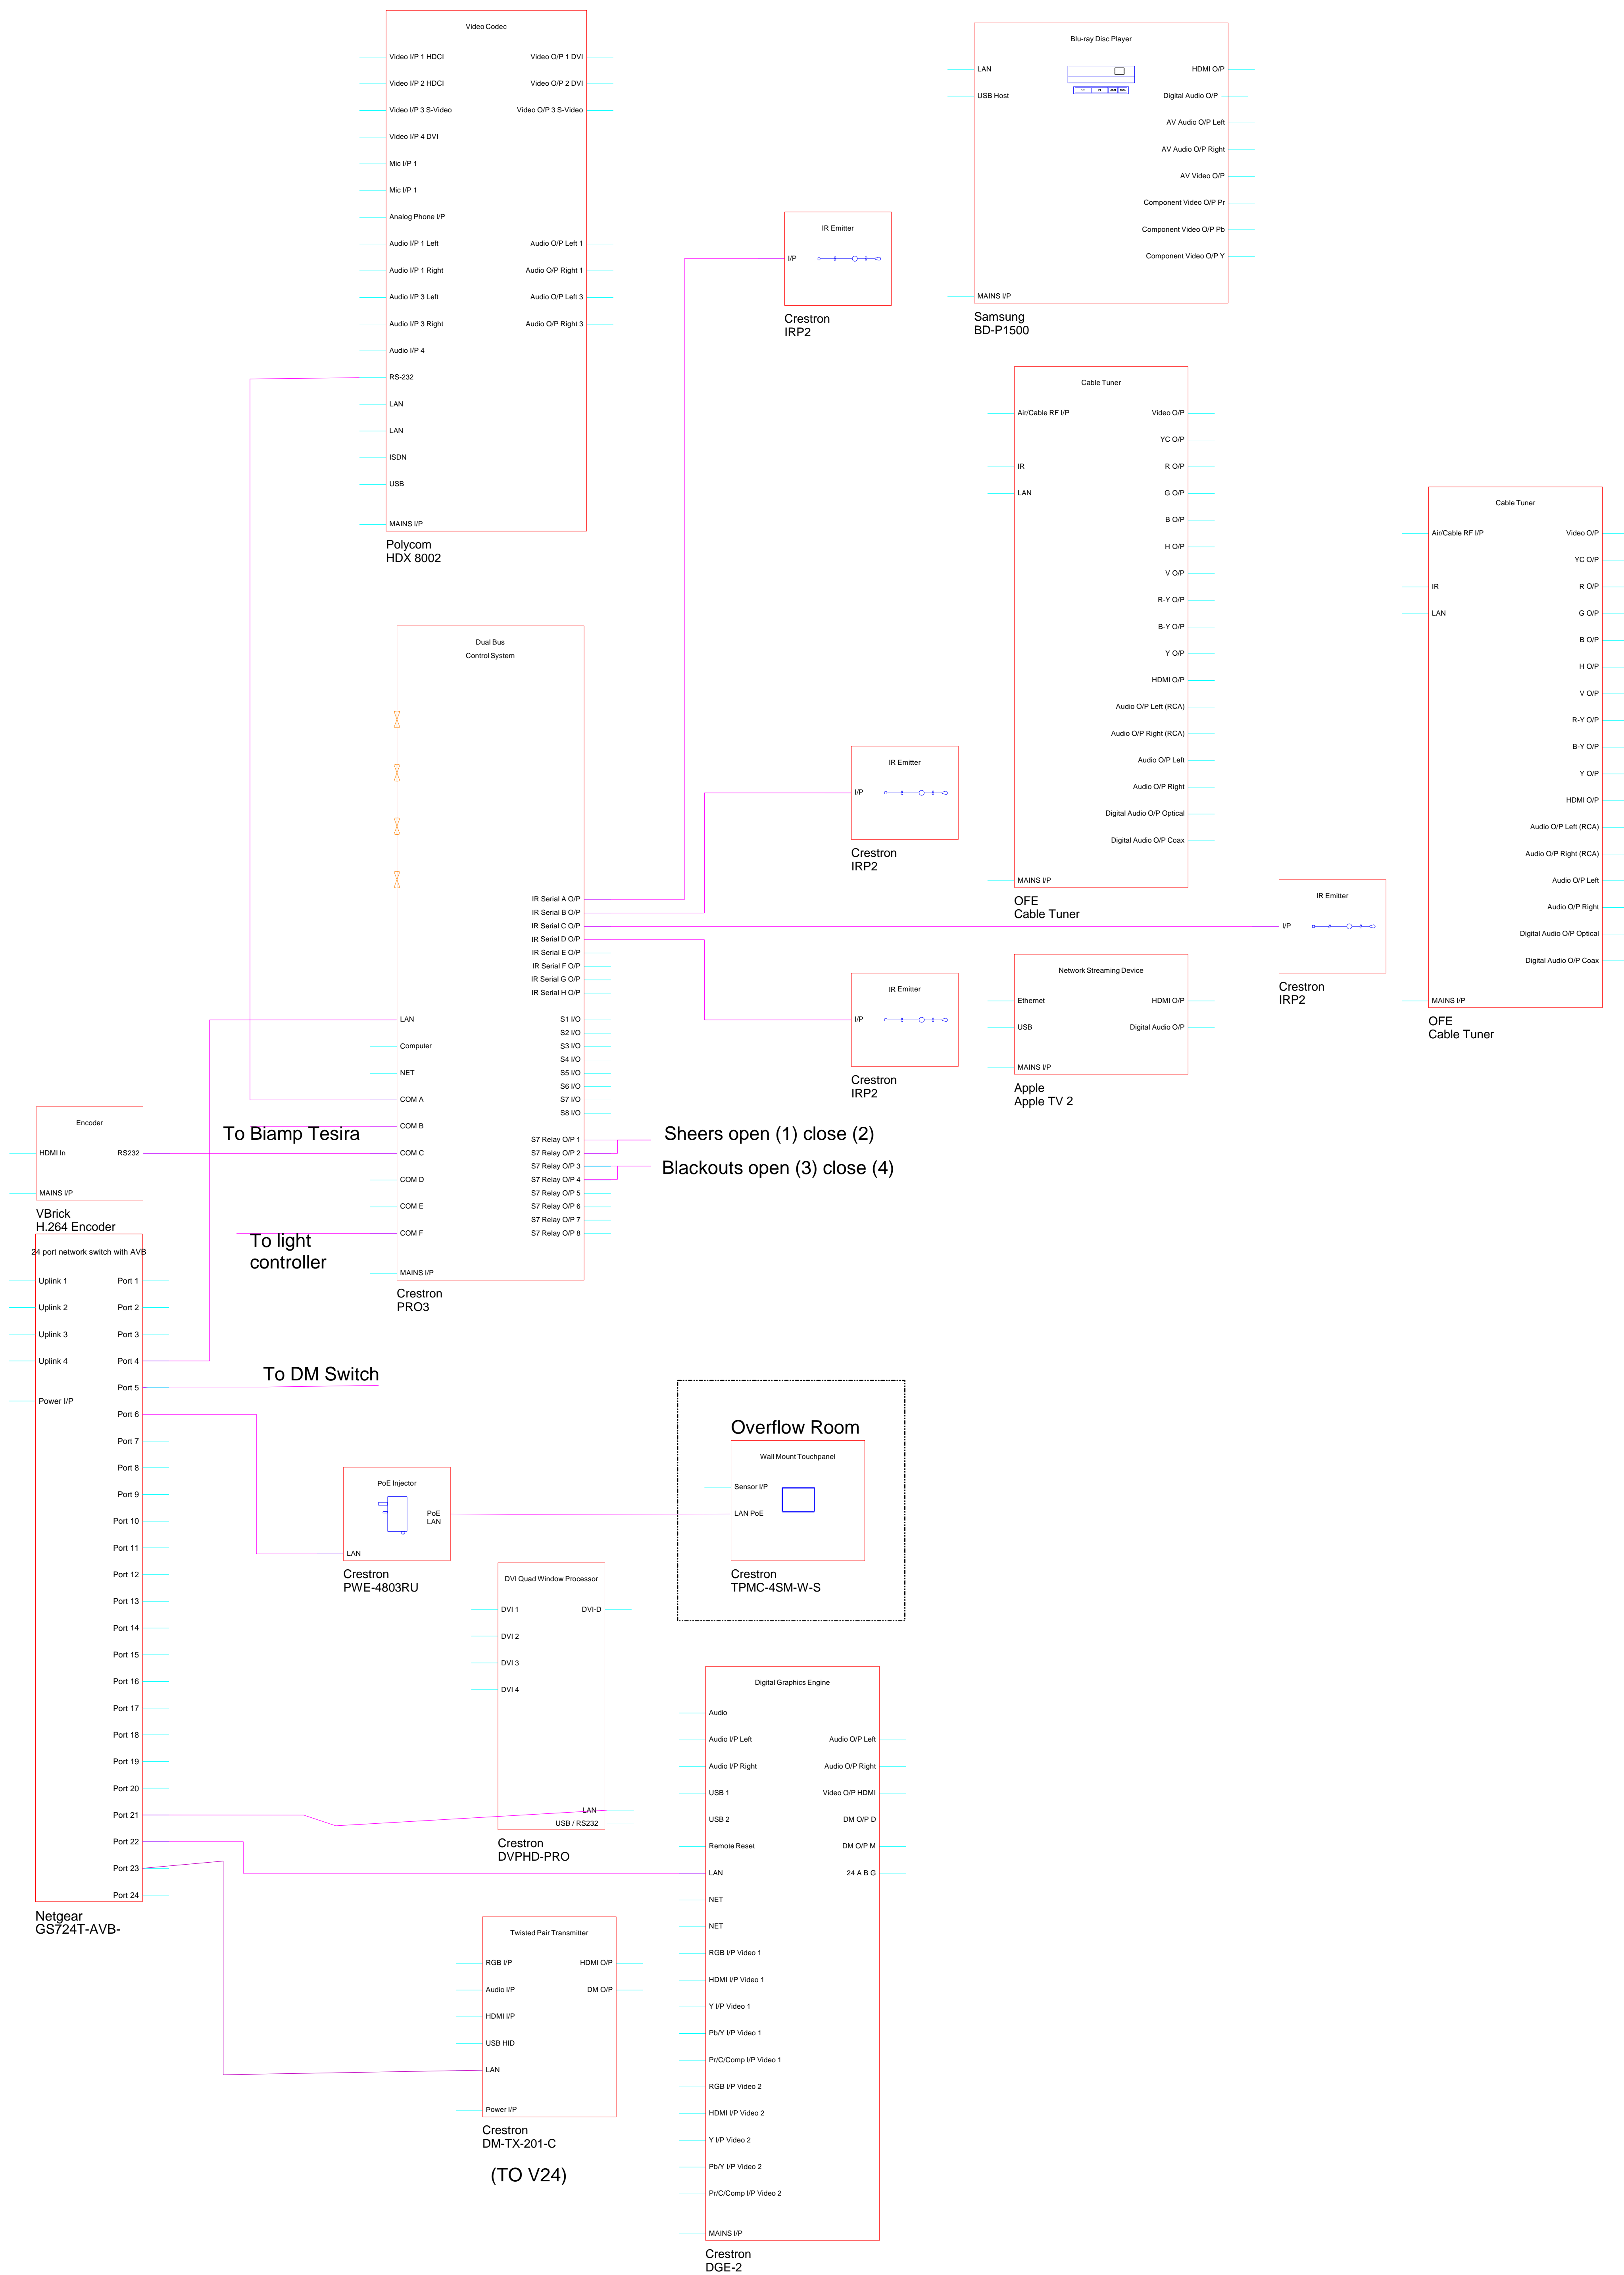 Video Codec
Video I/P 1 HDCI
Video O/P 1 DVI
Video I/P 2 HDCI
Video O/P 2 DVI
Video I/P 3 S-Video
Video O/P 3 S-Video
Video I/P 4 DVI
Mic I/P 1
Mic I/P 1
Analog Phone I/P
Audio I/P 1 Left
Audio O/P Left 1
Audio I/P 1 Right
Audio O/P Right 1
Audio I/P 3 Left
Audio O/P Left 3
Audio I/P 3 Right
Audio O/P Right 3
Audio I/P 4
RS-232
LAN
LAN
ISDN
USB
MAINS I/P
Polycom
HDX 8002
Blu-ray Disc Player
LAN
HDMI O/P
USB Host
Digital Audio O/P
AV Audio O/P Left
AV Audio O/P Right
AV Video O/P
Component Video O/P Pr
Component Video O/P Pb
Component Video O/P Y
MAINS I/P
Samsung
BD-P1500
IR Emitter
I/P
Crestron
IRP2
Cable Tuner
Air/Cable RF I/P
Video O/P
YC O/P
IR
R O/P
LAN
G O/P
B O/P
H O/P
V O/P
R-Y O/P
B-Y O/P
Y O/P
HDMI O/P
Audio O/P Left (RCA)
Audio O/P Right (RCA)
Audio O/P Left
Audio O/P Right
Digital Audio O/P Optical
Digital Audio O/P Coax
MAINS I/P
OFE
Cable Tuner
Cable Tuner
Air/Cable RF I/P
Video O/P
YC O/P
IR
R O/P
LAN
G O/P
B O/P
H O/P
V O/P
R-Y O/P
B-Y O/P
Y O/P
HDMI O/P
Audio O/P Left (RCA)
Audio O/P Right (RCA)
Audio O/P Left
Audio O/P Right
Digital Audio O/P Optical
Digital Audio O/P Coax
MAINS I/P
OFE
Cable Tuner
Dual Bus
Control System
IR Serial A O/P
IR Serial B O/P
IR Serial C O/P
IR Serial D O/P
IR Serial E O/P
IR Serial F O/P
IR Serial G O/P
IR Serial H O/P
LAN
S1 I/O
S2 I/O
Computer
S3 I/O
S4 I/O
NET
S5 I/O
S6 I/O
COM A
S7 I/O
S8 I/O
COM B
S7 Relay O/P 1
COM C
S7 Relay O/P 2
S7 Relay O/P 3
COM D
S7 Relay O/P 4
S7 Relay O/P 5
COM E
S7 Relay O/P 6
S7 Relay O/P 7
COM F
S7 Relay O/P 8
MAINS I/P
Crestron
PRO3
IR Emitter
I/P
Crestron
IRP2
IR Emitter
I/P
Crestron
IRP2
IR Emitter
I/P
Crestron
IRP2
Network Streaming Device
Ethernet
HDMI O/P
USB
Digital Audio O/P
MAINS I/P
Apple
Apple TV 2
To Biamp Tesira
Sheers open (1) close (2)
Blackouts open (3) close (4)
To light
controller
Encoder
HDMI In
RS232
MAINS I/P
VBrick
H.264 Encoder
24 port network switch with AVB
Uplink 1
Port 1
Uplink 2
Port 2
Uplink 3
Port 3
Uplink 4
Port 4
Port 5
Power I/P
Port 6
Port 7
Port 8
Port 9
Port 10
Port 11
Port 12
Port 13
Port 14
Port 15
Port 16
Port 17
Port 18
Port 19
Port 20
Port 21
Port 22
Port 23
Port 24
Netgear
GS724T-AVB-
To DM Switch
PoE Injector
PoE
LAN
LAN
Crestron
PWE-4803RU
Overflow Room
Wall Mount Touchpanel
Sensor I/P
LAN PoE
Crestron
TPMC-4SM-W-S
DVI Quad Window Processor
DVI 1
DVI-D
DVI 2
DVI 3
DVI 4
LAN
USB / RS232
Crestron
DVPHD-PRO
Digital Graphics Engine
Audio
Audio I/P Left
Audio O/P Left
Audio I/P Right
Audio O/P Right
USB 1
Video O/P HDMI
USB 2
DM O/P D
Remote Reset
DM O/P M
LAN
24 A B G
NET
NET
RGB I/P Video 1
HDMI I/P Video 1
Y I/P Video 1
Pb/Y I/P Video 1
Pr/C/Comp I/P Video 1
RGB I/P Video 2
HDMI I/P Video 2
Y I/P Video 2
Pb/Y I/P Video 2
Pr/C/Comp I/P Video 2
MAINS I/P
Crestron
DGE-2
Twisted Pair Transmitter
RGB I/P
HDMI O/P
Audio I/P
DM O/P
HDMI I/P
USB HID
LAN
Power I/P
Crestron
DM-TX-201-C
(TO V24)